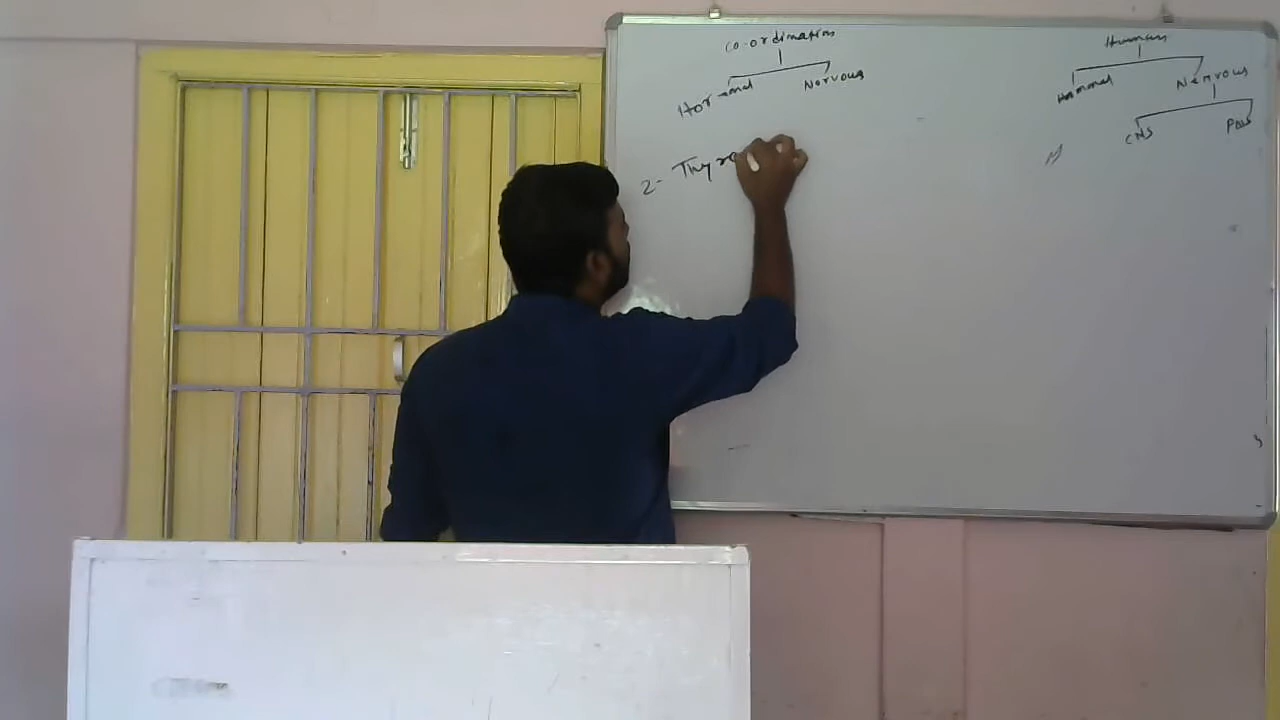 Co-ordination
Hormonal Nervous
2- Thyro
Human
Hormonal Nervous
CNS PNS